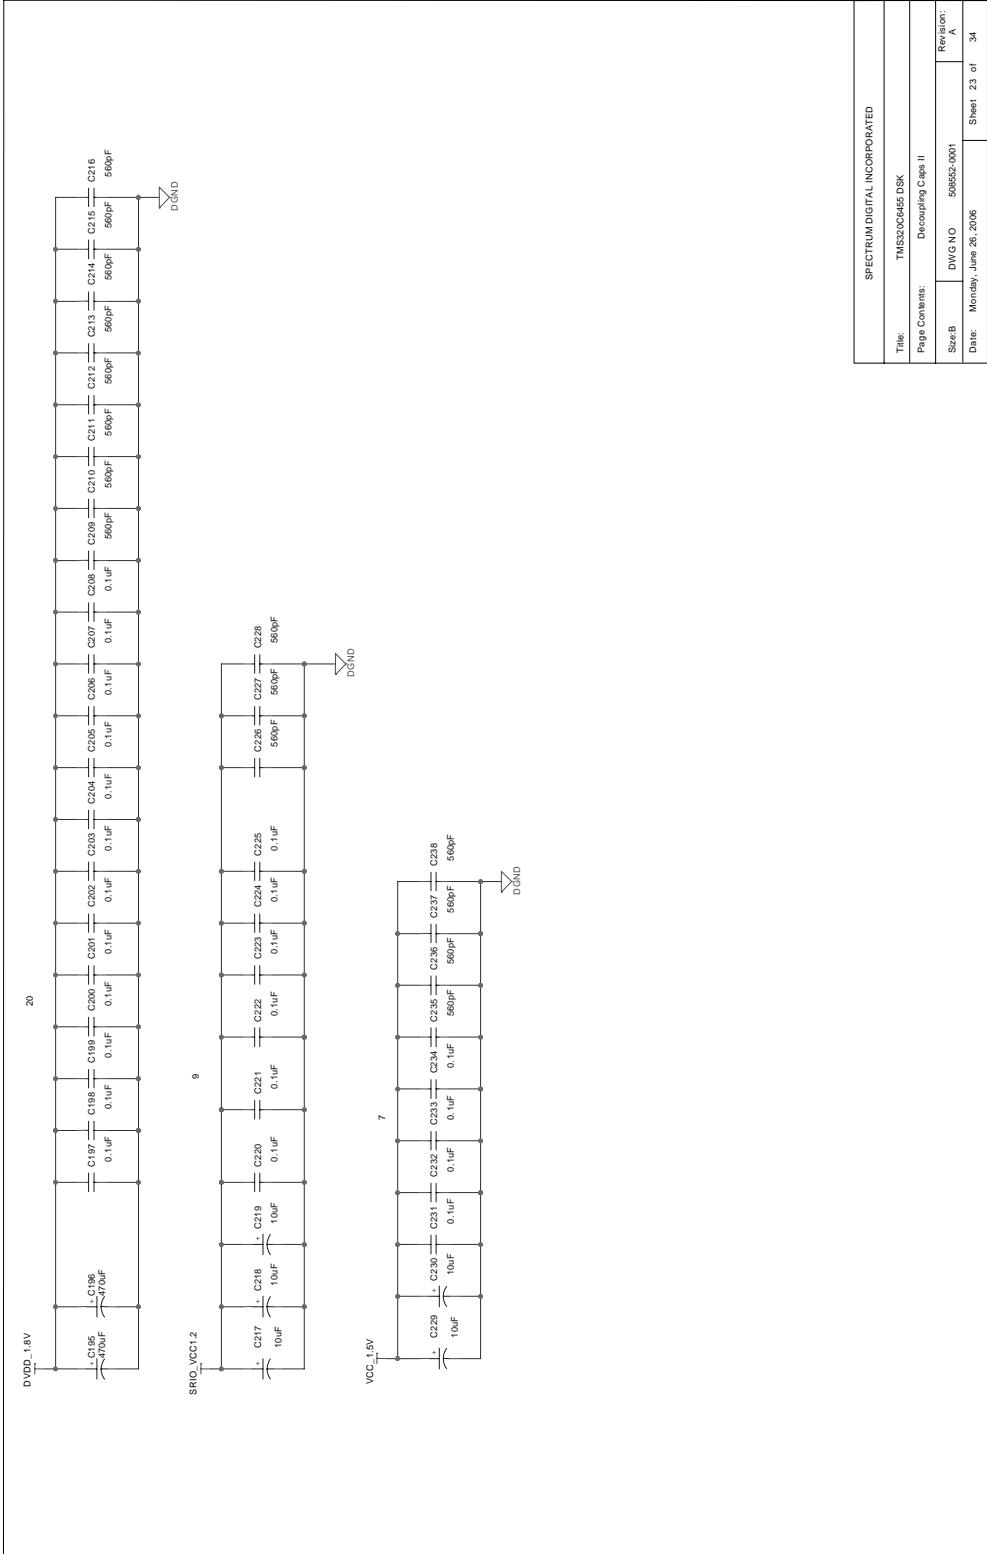 20
DVDD_1.8V
+ C195 + C196 C197 C198 C199 C200 C201 C202 C203 C204 C205 C206 C207 C208 C209 C210 C211 C212 C213 C214 C215 C216
470uF 470uF 0.1uF 0.1uF 0.1uF 0.1uF 0.1uF 0.1uF 0.1uF 0.1uF 0.1uF 0.1uF 0.1uF 0.1uF 560pF 560pF 560pF 560pF 560pF 560pF 560pF 560pF
DGND
9
SRIO_VCC1.2
+ C217 + C218 + C219 C220 C221 C222 C223 C224 C225 C226 C227 C228
10uF 10uF 10uF 0.1uF 0.1uF 0.1uF 0.1uF 0.1uF 0.1uF 560pF 560pF 560pF
DGND
7
VCC_1.5V
+ C229 + C230 C231 C232 C233 C234 C235 C236 C237 C238
10uF 10uF 0.1uF 0.1uF 0.1uF 0.1uF 560pF 560pF 560pF 560pF
DGND
SPECTRUM DIGITAL INCORPORATED
Title: TMS320C6455 DSK
Page Contents: Decoupling Caps II
Size:B DWG NO 508552-0001 Revision: A
Date: Monday, June 26, 2006 Sheet 23 of 34